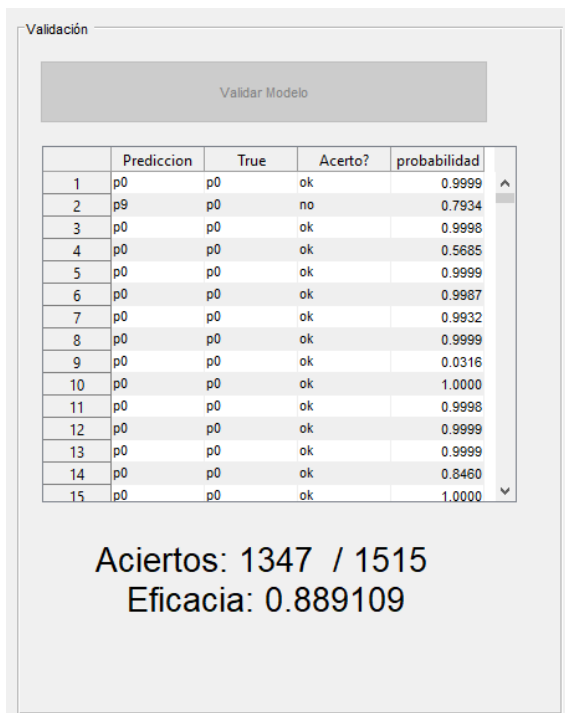 Validación
Validar Modelo
Prediccion True Acerto? probabilidad
1 p0 p0 ok 0.9999
2 p9 p0 no 0.7934
3 p0 p0 ok 0.9998
4 p0 p0 ok 0.5685
5 p0 p0 ok 0.9999
6 p0 p0 ok 0.9987
7 p0 p0 ok 0.9932
8 p0 p0 ok 0.9999
9 p0 p0 ok 0.0316
10 p0 p0 ok 1.0000
11 p0 p0 ok 0.9998
12 p0 p0 ok 0.9999
13 p0 p0 ok 0.9999
14 p0 p0 ok 0.8460
15 p0 p0 ok 1.0000
Aciertos: 1347 / 1515
Eficacia: 0.889109